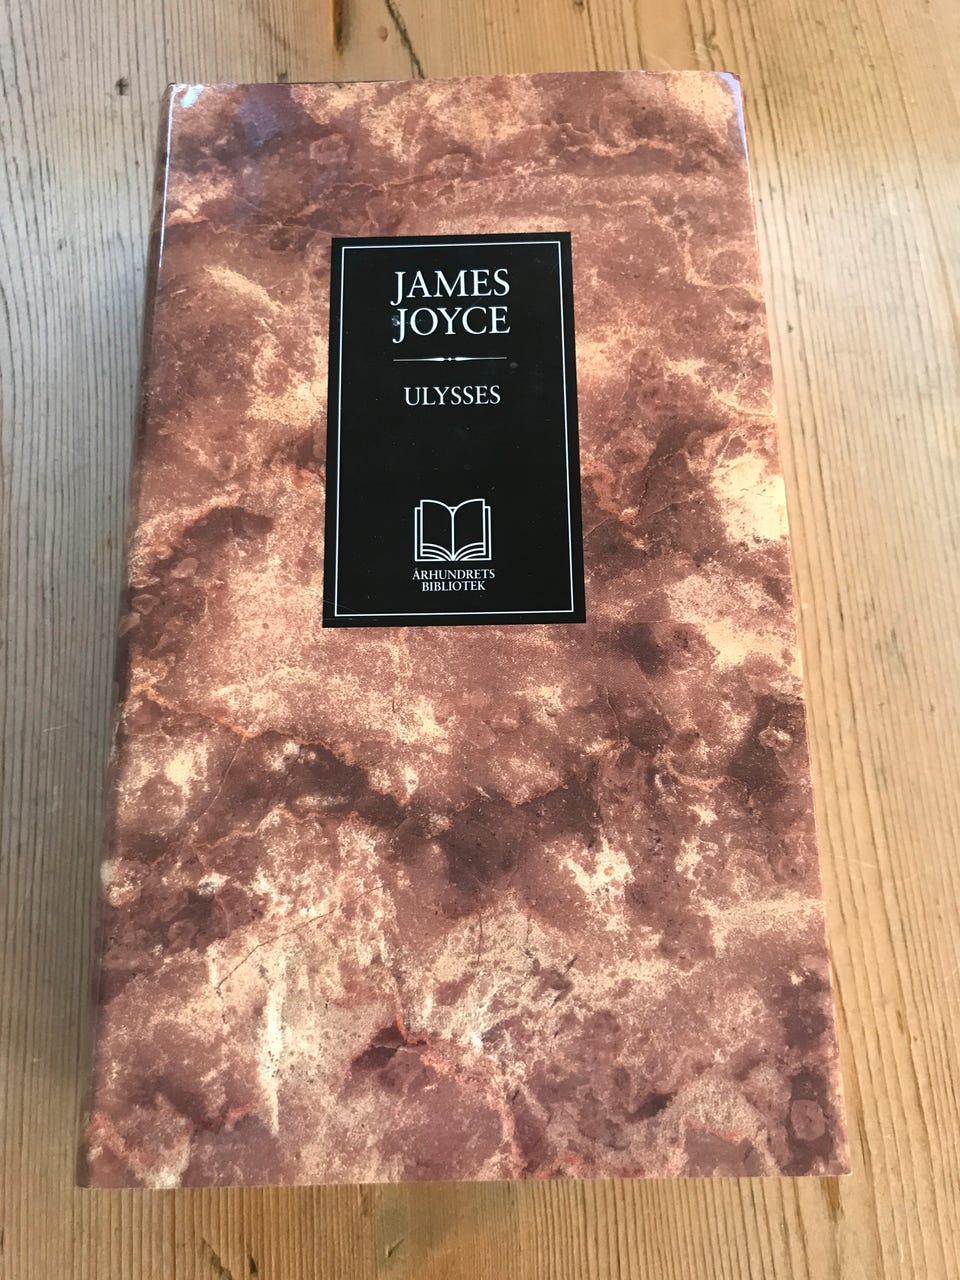 JAMES
JOYCE
ULYSSES
ÅRHUNDRETS
BIBLIOTEK